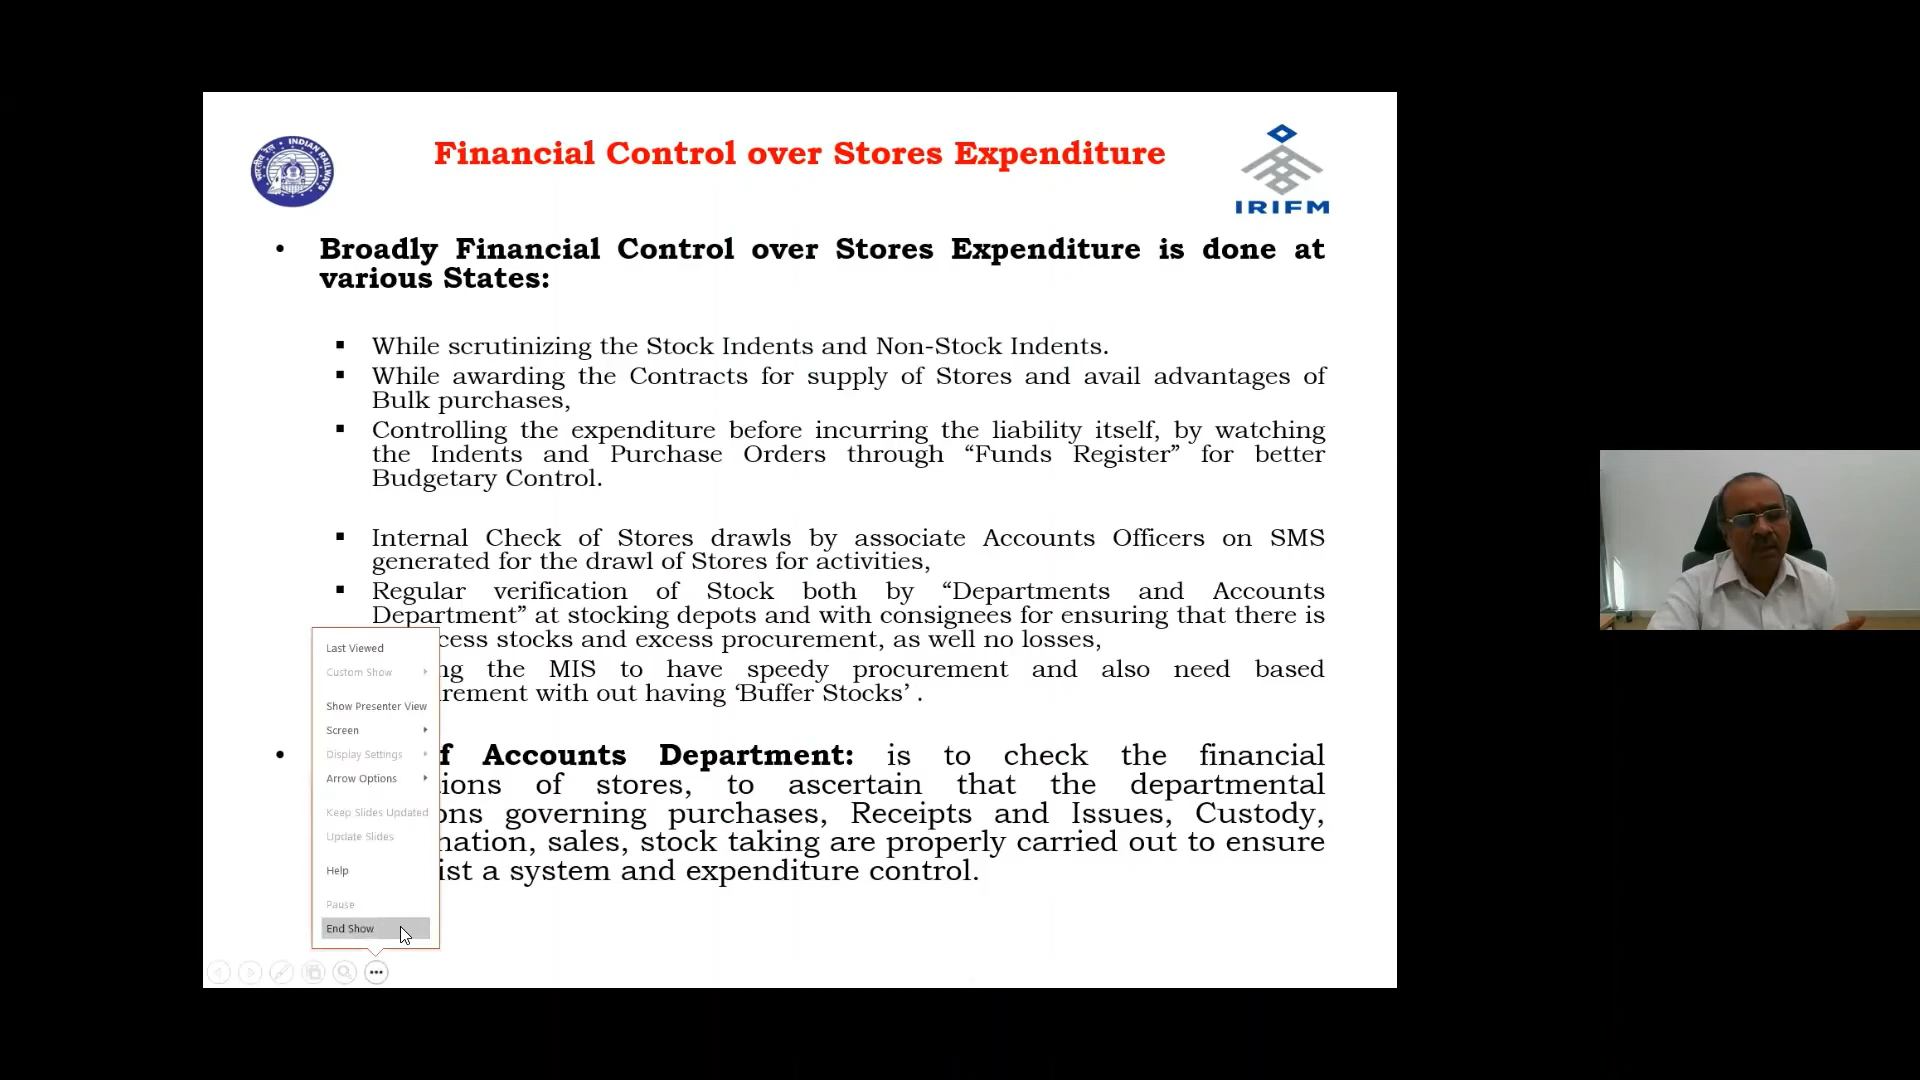 Financial Control over Stores Expenditure
INDIAN RAILWAYS
भारतीय रेल
IRIFM
• Broadly Financial Control over Stores Expenditure is done at
various States:
▪ While scrutinizing the Stock Indents and Non-Stock Indents.
▪ While awarding the Contracts for supply of Stores and avail advantages of
Bulk purchases,
▪ Controlling the expenditure before incurring the liability itself, by watching
the Indents and Purchase Orders through “Funds Register” for better
Budgetary Control.
▪ Internal Check of Stores drawls by associate Accounts Officers on SMS
generated for the drawl of Stores for activities,
▪ Regular verification of Stock both by “Departments and Accounts
Department” at stocking depots and with consignees for ensuring that there is
cess stocks and excess procurement, as well no losses,
ng the MIS to have speedy procurement and also need based
rement with out having ‘Buffer Stocks’ .
• f Accounts Department: is to check the financial
ions of stores, to ascertain that the departmental
ons governing purchases, Receipts and Issues, Custody,
nation, sales, stock taking are properly carried out to ensure
ist a system and expenditure control.
Last Viewed
Custom Show
Show Presenter View
Screen
Display Settings
Arrow Options
Keep Slides Updated
Update Slides
Help
Pause
End Show